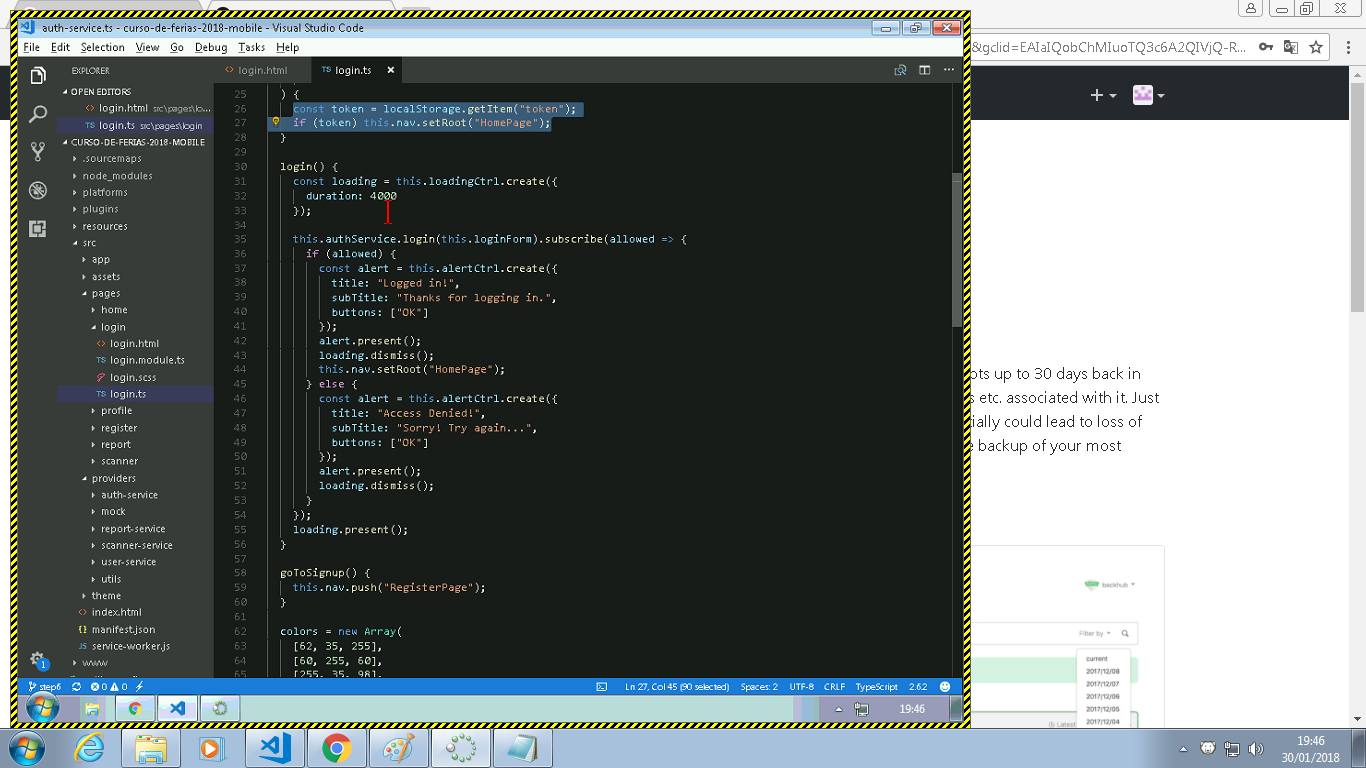 auth-service.ts - curso-de-ferias-2018-mobile - Visual Studio Code
File Edit Selection View Go Debug Tasks Help
EXPLORER
OPEN EDITORS
<> login.html src\pages\lo...
TS login.ts src\pages\login
CURSO-DE-FERIAS-2018-MOBILE
.sourcemaps
node_modules
platforms
plugins
resources
src
app
assets
pages
home
login
<> login.html
TS login.module.ts
login.scss
TS login.ts
profile
register
report
scanner
providers
auth-service
mock
report-service
scanner-service
user-service
utils
theme
<> index.html
{} manifest.json
JS service-worker.js
www
<> login.html
TS login.ts ×
25 ) {
26 const token = localStorage.getItem("token");
27 if (token) this.nav.setRoot("HomePage");
28 }
29
30 login() {
31 const loading = this.loadingCtrl.create({
32 duration: 4000
33 });
34
35 this.authService.login(this.loginForm).subscribe(allowed => {
36 if (allowed) {
37 const alert = this.alertCtrl.create({
38 title: "Logged in!",
39 subTitle: "Thanks for logging in.",
40 buttons: ["OK"]
41 });
42 alert.present();
43 loading.dismiss();
44 this.nav.setRoot("HomePage");
45 } else {
46 const alert = this.alertCtrl.create({
47 title: "Access Denied!",
48 subTitle: "Sorry! Try again...",
49 buttons: ["OK"]
50 });
51 alert.present();
52 loading.dismiss();
53 }
54 });
55 loading.present();
56 }
57
58 goToSignup() {
59 this.nav.push("RegisterPage");
60 }
61
62 colors = new Array(
63 [62, 35, 255],
64 [60, 255, 60],
65 [255, 35, 98],
1
step6 0 0
Ln 27, Col 45 (90 selected) Spaces: 2 UTF-8 CRLF TypeScript 2.6.2
19:46
&gclid=EAIaIQobChMIuoTQ3c6A2QIVjQ-R...
ots up to 30 days back in
s etc. associated with it. Just
ially could lead to loss of
e backup of your most
backhub
Filter by
current
2017/12/08
2017/12/07
2017/12/06
2017/12/05
2017/12/04
Latest
19:46
30/01/2018